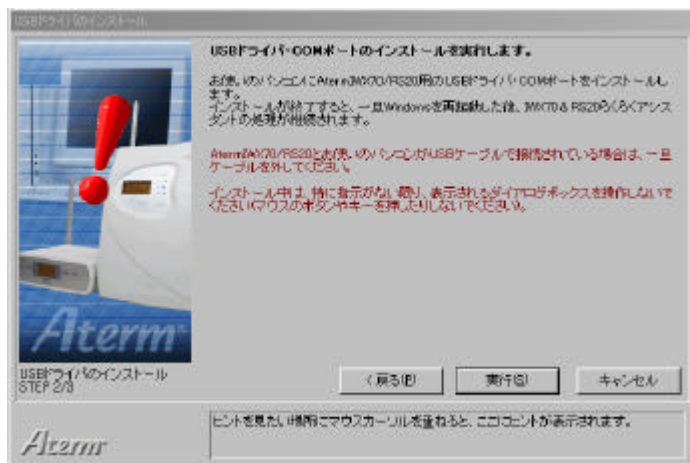 USBドライバのインストール
USBドライバ・COMポートのインストールを実行します。
お使いのパソコンにAtermIWX70/RS20用のUSBドライバ・COMポートをインストールし
ます。
インストールが終了すると、一旦Windowsを再起動した後、IWX70&RS20らくらくアシス
タントの処理が継続されます。
AtermIWX70/RS20とお使いのパソコンがUSBケーブルで接続されている場合は、一旦
ケーブルを外してください。
インストール中は、特に指示がない限り、表示されるダイアログボックスを操作しないで
ください(マウスのボタンやキーを押したりしないでください)。
Aterm
USBドライバのインストール
STEP 2/3
< 戻る(B)
実行(G)
キャンセル
ヒントを見たい場所にマウスカーソルを重ねると、ここにヒントが表示されます。
Aterm